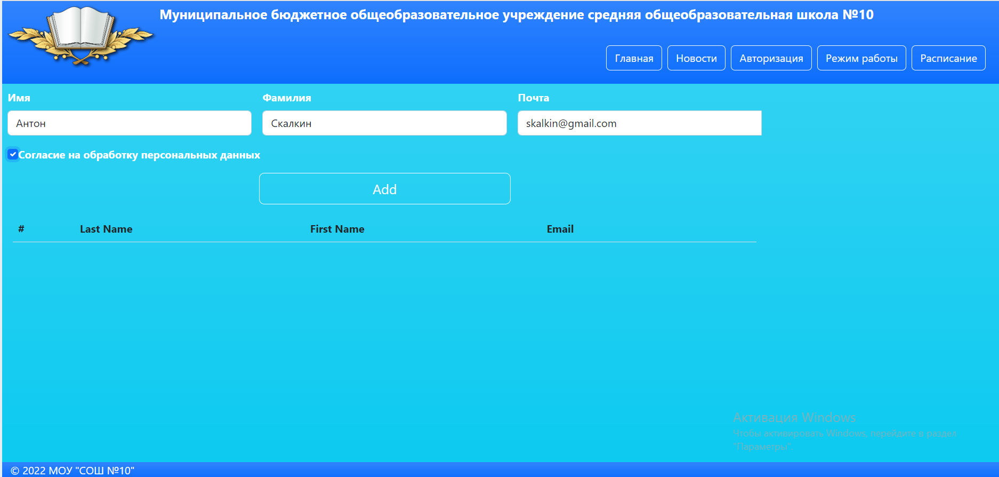 Муниципальное бюджетное общеобразовательное учреждение средняя общеобразовательная школа №10
Главная Новости Авторизация Режим работы Расписание
Имя Фамилия Почта
Антон Скалкин skalkin@gmail.com
Согласие на обработку персональных данных
Add
# Last Name First Name Email
Активация Windows
Чтобы активировать Windows, перейдите в раздел
"Параметры".
© 2022 МОУ "СОШ №10"